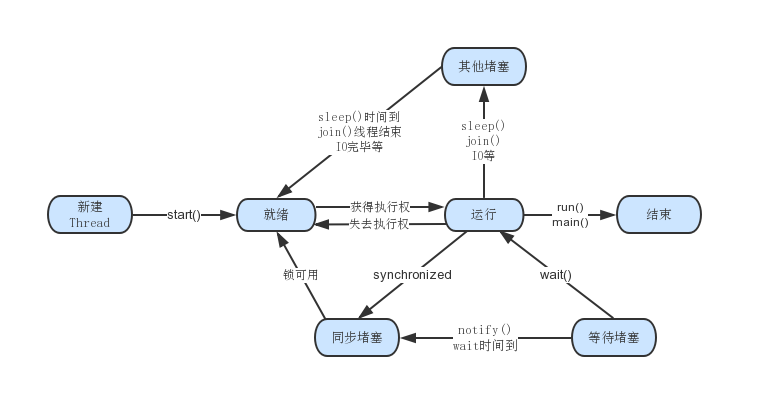 其他堵塞
sleep()时间到
join()线程结束
IO完毕等
sleep()
join()
IO等
新建
Thread
start()
就绪
获得执行权
失去执行权
运行
run()
main()
结束
锁可用
synchronized
wait()
同步堵塞
notify()
wait时间到
等待堵塞